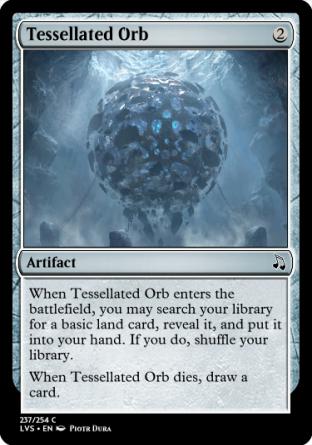 Tessellated Orb 2
Artifact
When Tessellated Orb enters the
battlefield, you may search your library
for a basic land card, reveal it, and put it
into your hand. If you do, shuffle your
library.
When Tessellated Orb dies, draw a
card.
237/254 C
LVS • EN Piotr Dura